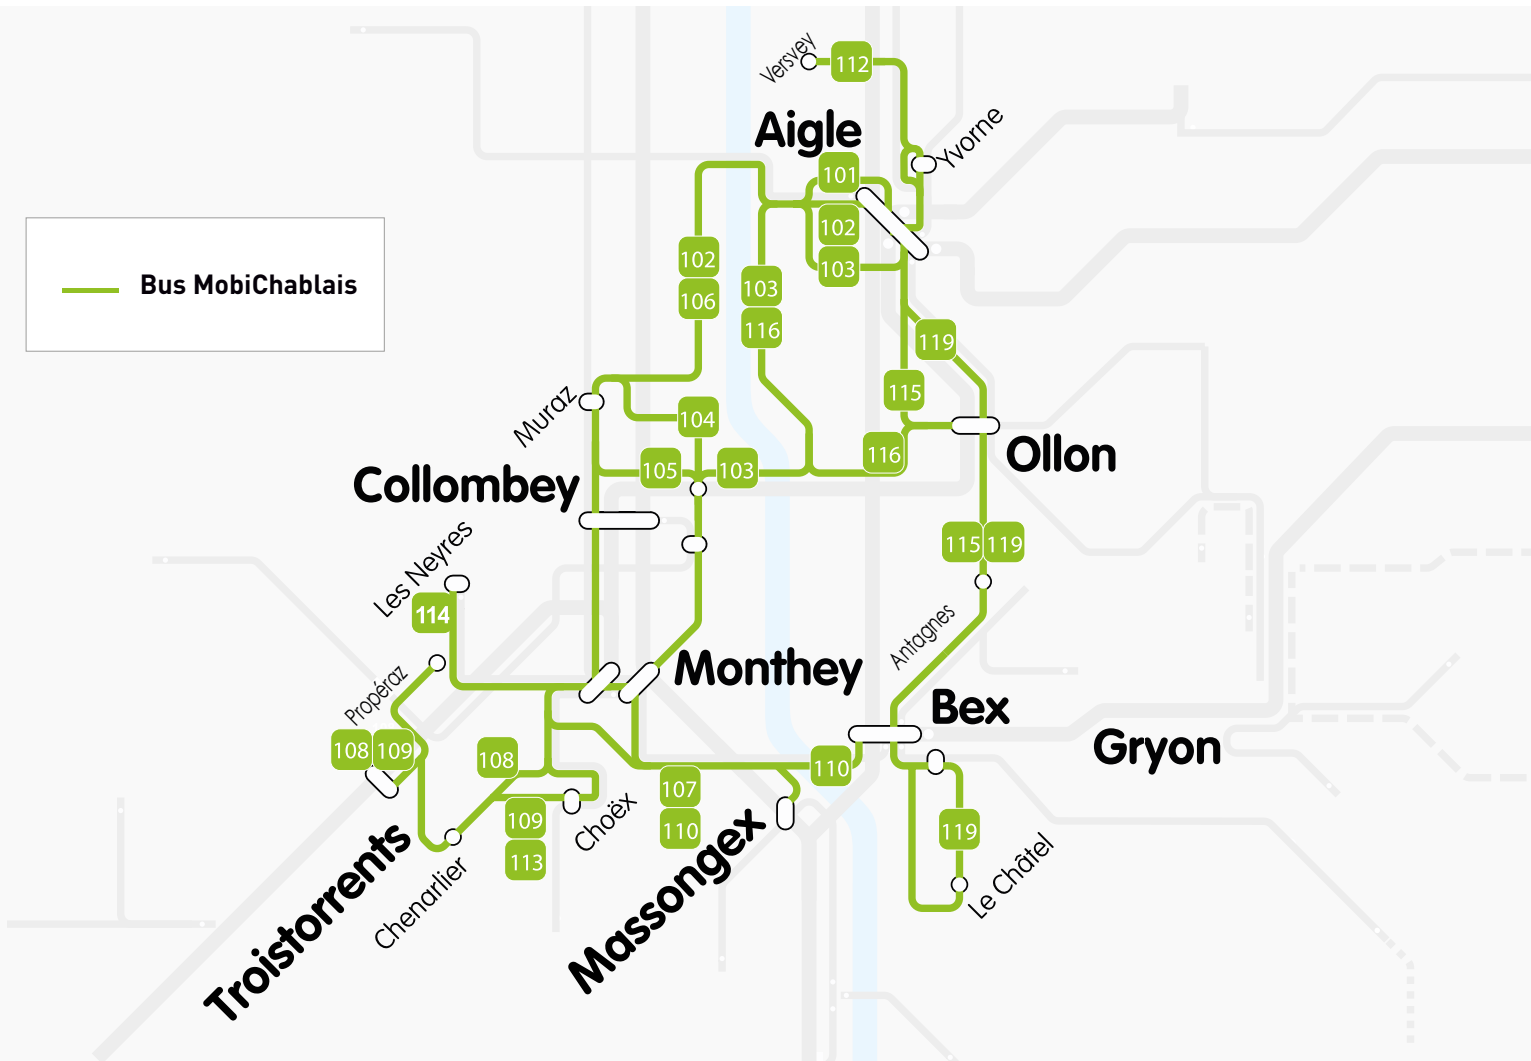 Versvey
112
Aigle
Yvorne
101
102
103
102
106
103
116
Bus MobiChablais
119
115
Muraz
104
116
Ollon
105
103
Collombey
Les Neyres
115
119
114
Antagnes
Monthey
Propéraz
Bex
108
109
Gryon
108
110
107
110
109
113
Choëx
119
Massongex
Troistorrents
Chenarlier
Le Châtel